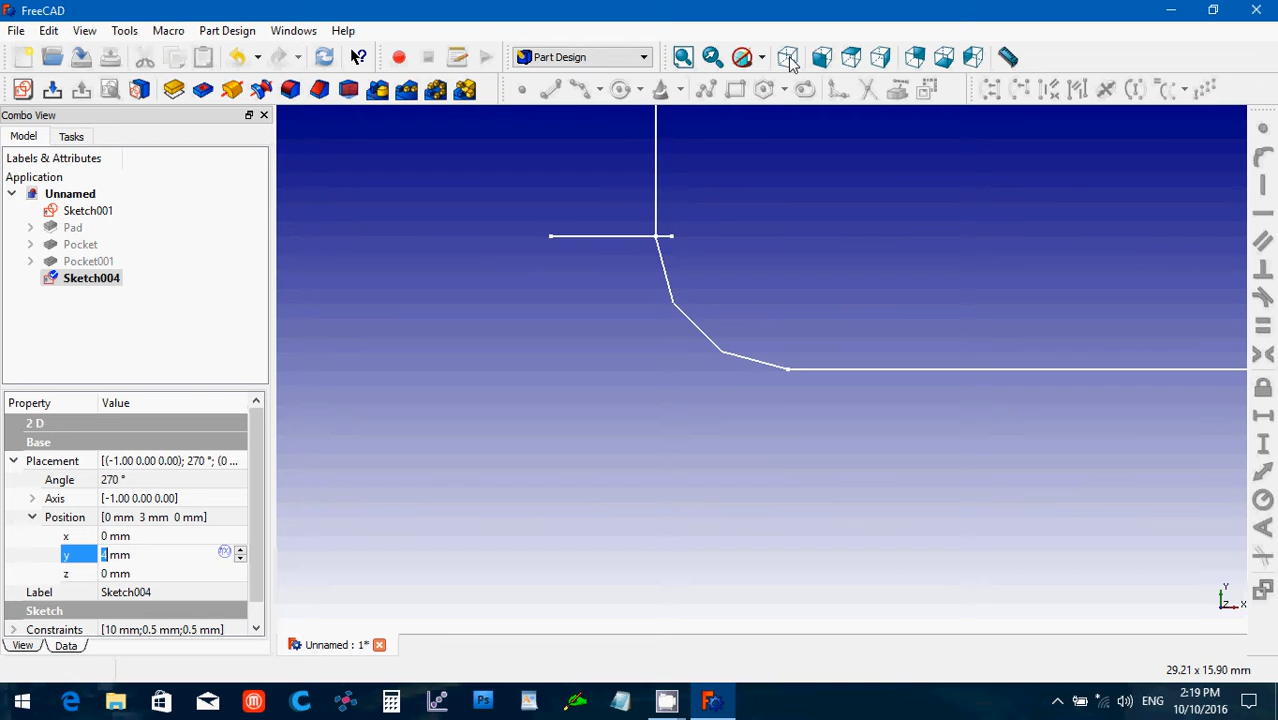 FreeCAD
File Edit View Tools Macro Part Design Windows Help
Part Design
Combo View
Model Tasks
Labels & Attributes
Application
Unnamed
Sketch001
Pad
Pocket
Pocket001
Sketch004
Property Value
2 D
Base
Placement [(-1.00 0.00 0.00); 270 °; (0 ...
Angle 270 °
Axis [-1.00 0.00 0.00]
Position [0 mm 3 mm 0 mm]
x 0 mm
y 4 mm
z 0 mm
Label Sketch004
Sketch
Constraints [10 mm;0.5 mm;0.5 mm]
View Data
Y
Z X
Unnamed : 1*
29.21 x 15.90 mm
Ps
ENG
2:19 PM
10/10/2016